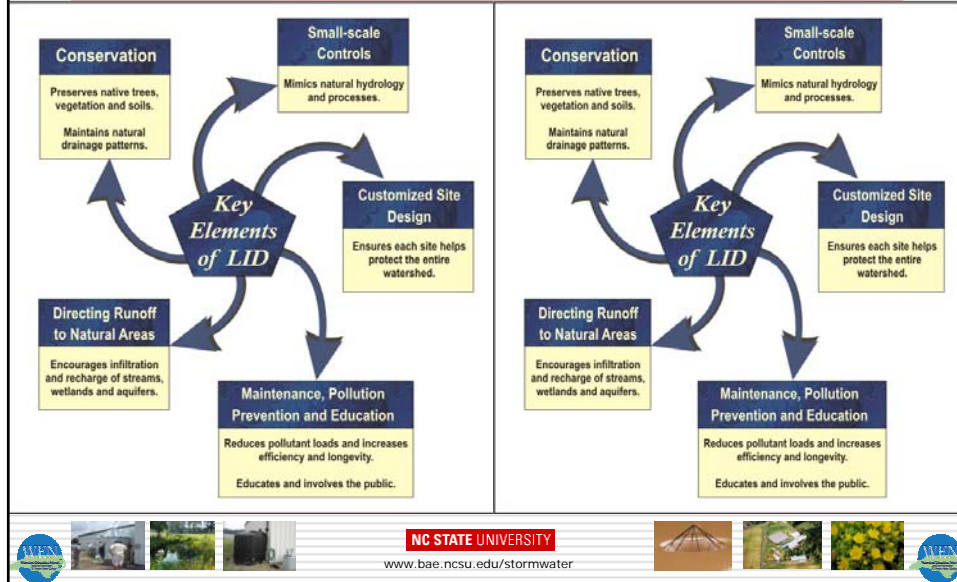 Conservation
Preserves native trees,
vegetation and soils.
Maintains natural
drainage patterns.
Small-scale
Controls
Mimics natural hydrology
and processes.
Customized Site
Design
Ensures each site helps
protect the entire
watershed.
Key
Elements
of LID
Directing Runoff
to Natural Areas
Encourages infiltration
and recharge of streams,
wetlands and aquifers.
Maintenance, Pollution
Prevention and Education
Reduces pollutant loads and increases
efficiency and longevity.
Educates and involves the public.
Conservation
Preserves native trees,
vegetation and soils.
Maintains natural
drainage patterns.
Small-scale
Controls
Mimics natural hydrology
and processes.
Customized Site
Design
Ensures each site helps
protect the entire
watershed.
Key
Elements
of LID
Directing Runoff
to Natural Areas
Encourages infiltration
and recharge of streams,
wetlands and aquifers.
Maintenance, Pollution
Prevention and Education
Reduces pollutant loads and increases
efficiency and longevity.
Educates and involves the public.
WEN
NC STATE UNIVERSITY
www.bae.ncsu.edu/stormwater
WEN